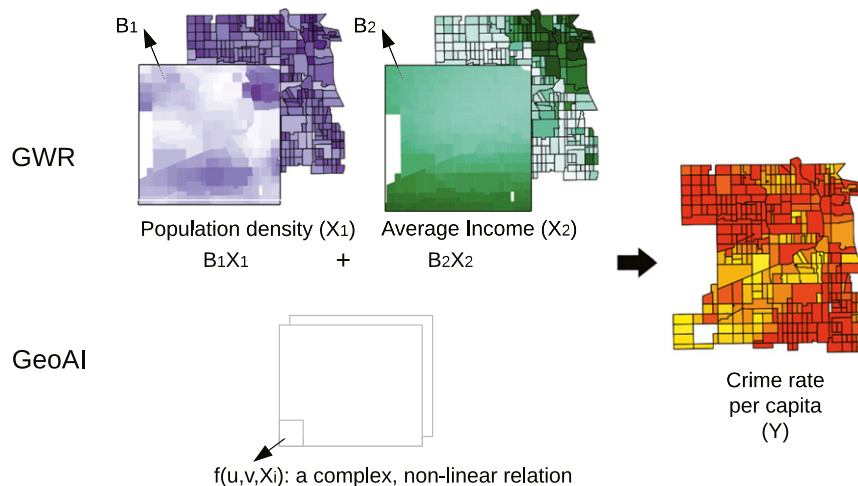 B1
B2
GWR
Population density (X1)
Average Income (X2)
B1X1 + B2X2
GeoAI
Crime rate
per capita
(Y)
f(u,v,Xi): a complex, non-linear relation